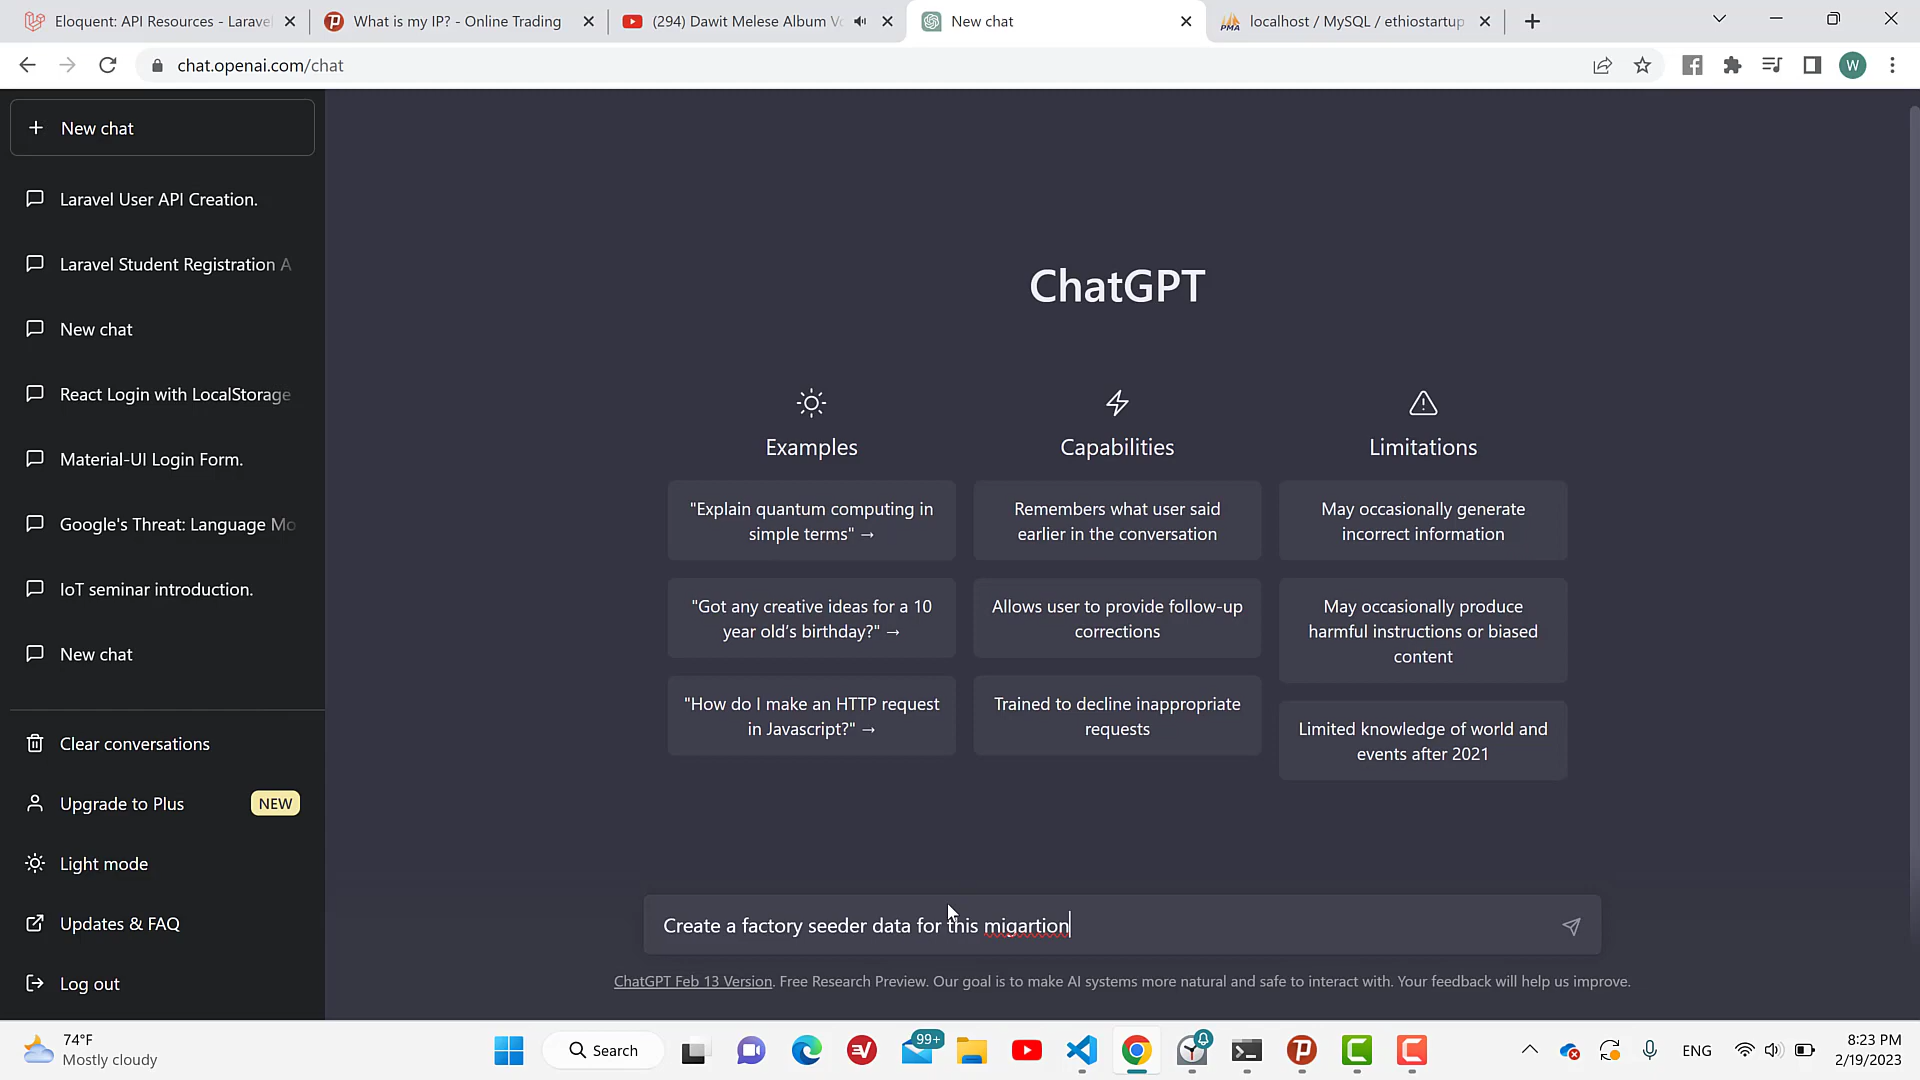 Eloquent: API Resources - Larave
What is my IP? - Online Trading
(294) Dawit Melese Album Vo
New chat
localhost / MySQL / ethiostartup
chat.openai.com/chat
W
New chat
Laravel User API Creation.
Laravel Student Registration A
New chat
React Login with LocalStorage
Material-UI Login Form.
Google's Threat: Language Mo
IoT seminar introduction.
New chat
Clear conversations
Upgrade to Plus NEW
Light mode
Updates & FAQ
Log out
ChatGPT
Examples
"Explain quantum computing in
simple terms" →
"Got any creative ideas for a 10
year old's birthday?" →
"How do I make an HTTP request
in Javascript?" →
Capabilities
Remembers what user said
earlier in the conversation
Allows user to provide follow-up
corrections
Trained to decline inappropriate
requests
Limitations
May occasionally generate
incorrect information
May occasionally produce
harmful instructions or biased
content
Limited knowledge of world and
events after 2021
Create a factory seeder data for this migartion
ChatGPT Feb 13 Version. Free Research Preview. Our goal is to make AI systems more natural and safe to interact with. Your feedback will help us improve.
74°F
Mostly cloudy
Search
99+
ENG
8:23 PM
2/19/2023